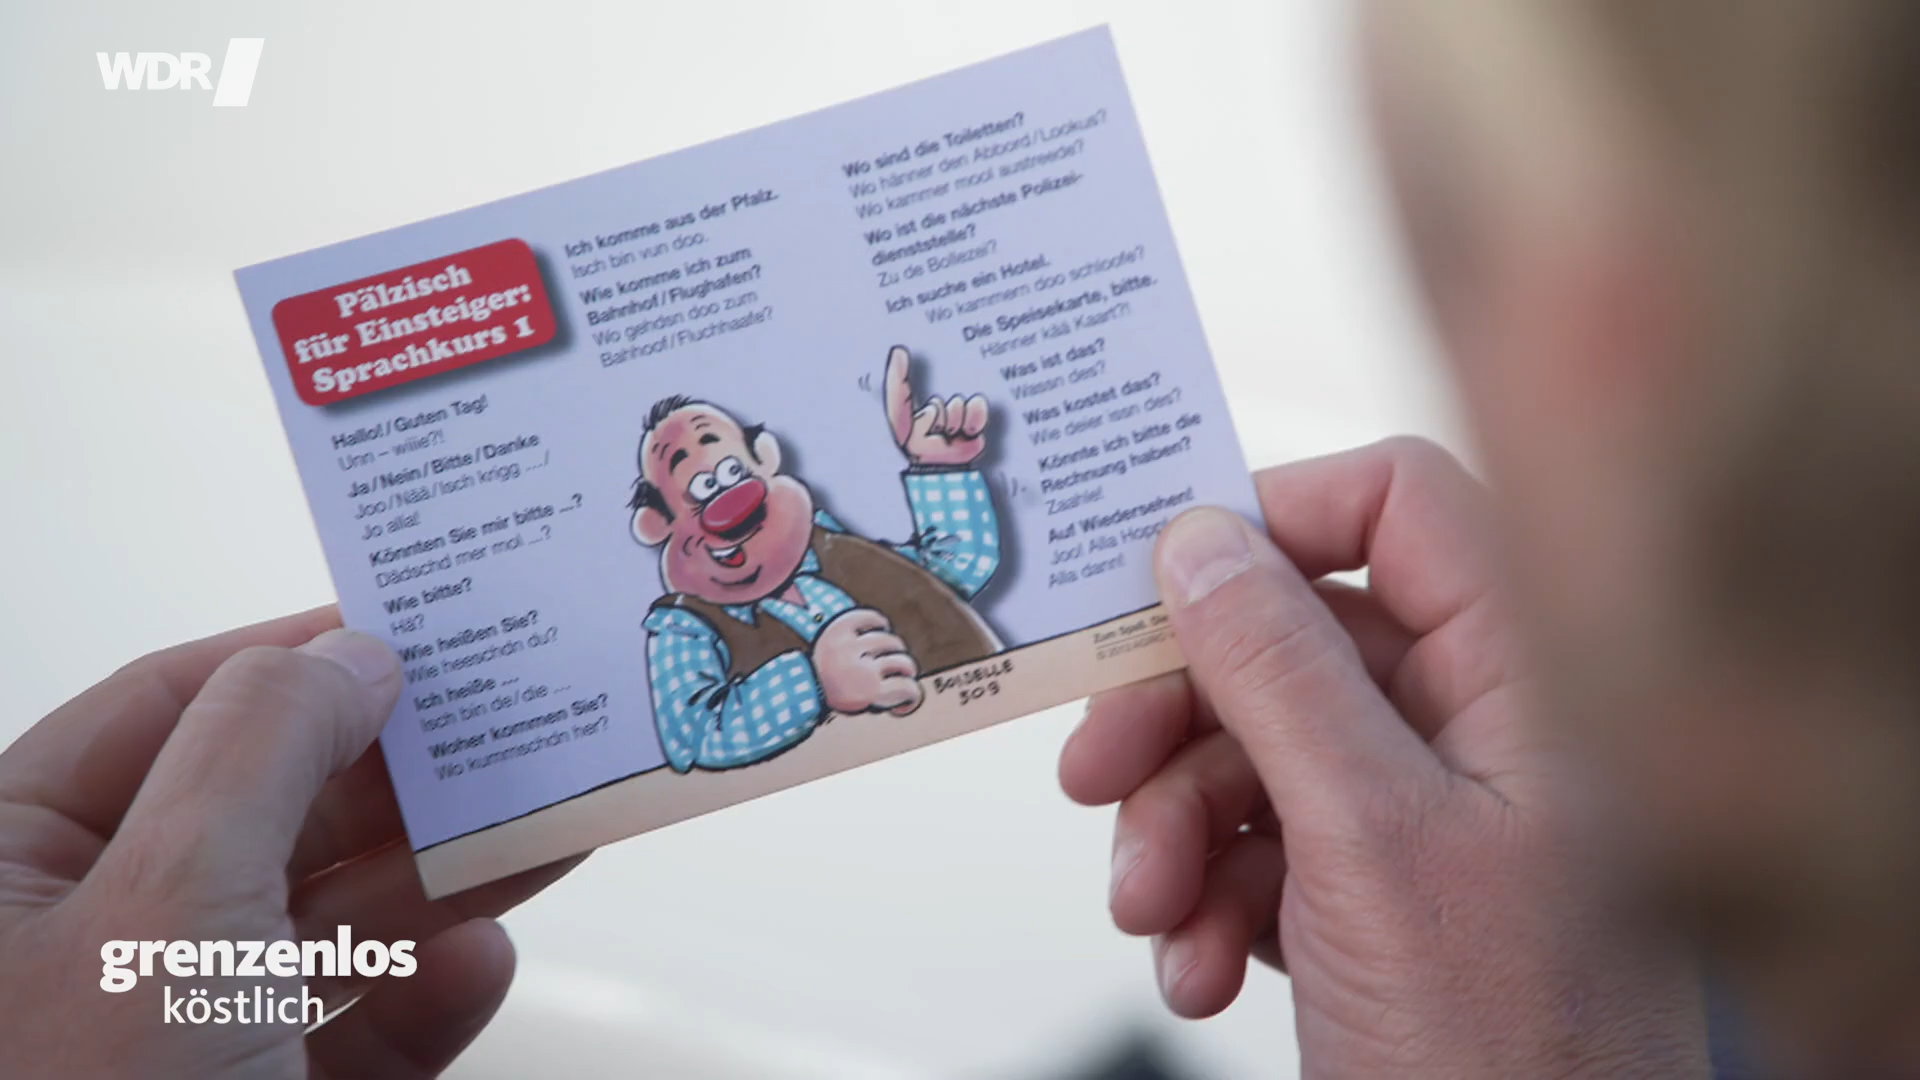 WDR
Pälzisch
für Einsteiger:
Sprachkurs 1
Hallo! / Guten Tag!
Unn – wiiie?!
Ja / Nein / Bitte / Danke
Joo / Nää / Isch krigg .../
Jo alla!
Könnten Sie mir bitte ...?
Dädschd mer mol ...?
Wie bitte?
Hä?
Wie heißen Sie?
Wie heeschdn du?
Ich heiße ...
Isch bin de / die ...
Woher kommen Sie?
Wo kummschdn her?
Ich komme aus der Pfalz.
Isch bin vun doo.
Wie komme ich zum
Bahnhof / Flughafen?
Wo gehdsn doo zum
Bahhoof / Fluchhaafe?
Wo sind die Toiletten?
Wo hänner den Abbord / Lookus?
Wo kammer mool austreede?
Wo ist die nächste Polizei-
dienststelle?
Zu de Bollezei?
Ich suche ein Hotel.
Wo kammern doo schloofe?
Die Speisekarte, bitte.
Hänner kää Kaart?!
Was ist das?
Wassn des?
Was kostet das?
Wie deier issn des?
Könnte ich bitte die
Rechnung haben?
Zaahle!
Auf Wiedersehen!
Joo! Alla Hopp
Alla dann!
BOISELLE
509
Zum Spaß.
© 2013
grenzenlos
köstlich